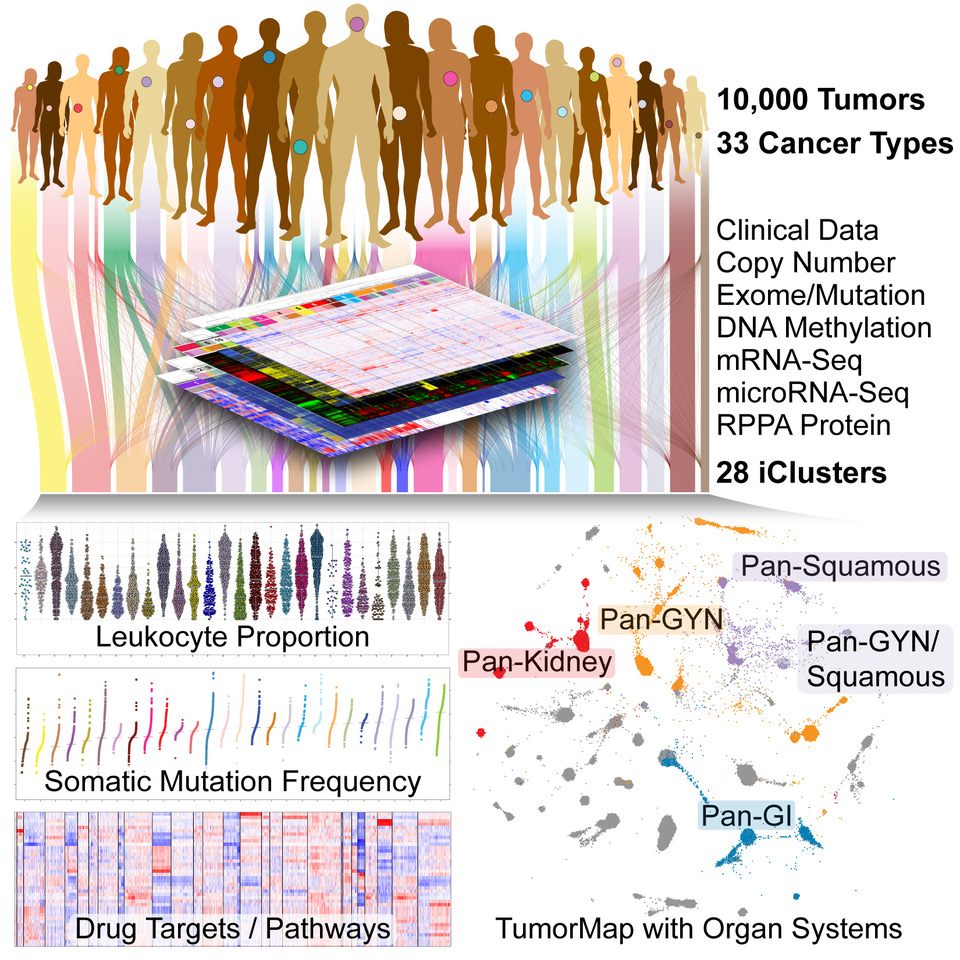 10,000 Tumors
33 Cancer Types
Clinical Data
Copy Number
Exome/Mutation
DNA Methylation
mRNA-Seq
microRNA-Seq
RPPA Protein
28 iClusters
Leukocyte Proportion
Somatic Mutation Frequency
Drug Targets / Pathways
Pan-Squamous
Pan-GYN
Pan-GYN/
Squamous
Pan-Kidney
Pan-GI
TumorMap with Organ Systems